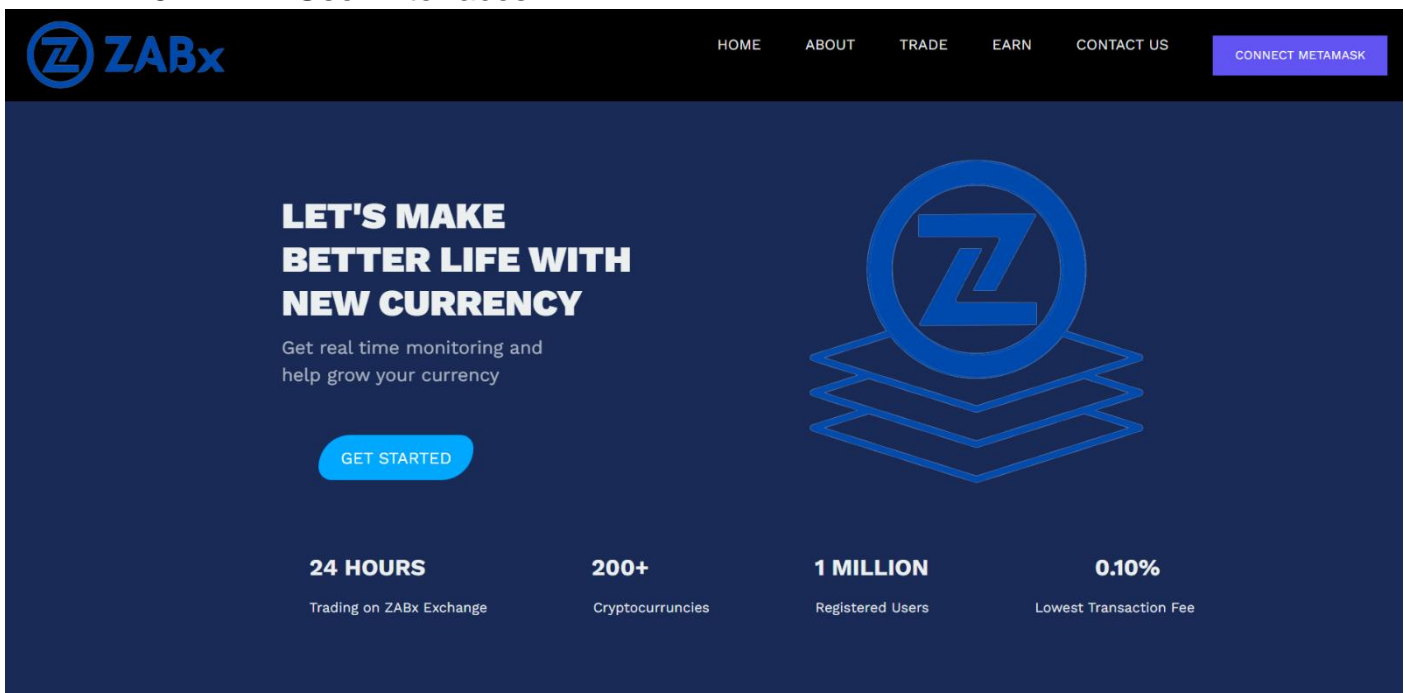 ZABx
HOME ABOUT TRADE EARN CONTACT US CONNECT METAMASK
LET'S MAKE
BETTER LIFE WITH
NEW CURRENCY
Get real time monitoring and
help grow your currency
GET STARTED
24 HOURS 200+ 1 MILLION 0.10%
Trading on ZABx Exchange Cryptocurruncies Registered Users Lowest Transaction Fee